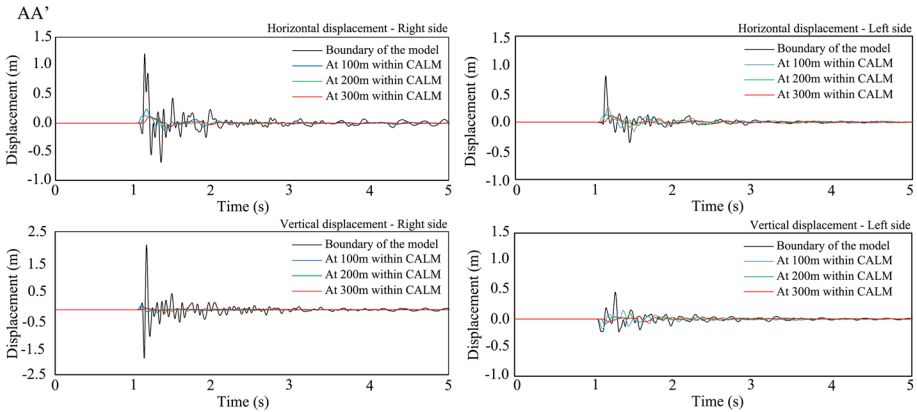 AA’
Horizontal displacement - Right side
Displacement (m)
1.5
1.0
0.5
0.0
-0.5
-1.0
Boundary of the model
At 100m within CALM
At 200m within CALM
At 300m within CALM
0 1 2 3 4 5
Time (s)
Horizontal displacement - Left side
Displacement (m)
1.5
1.0
0.5
0.0
-0.5
-1.0
Boundary of the model
At 100m within CALM
At 200m within CALM
At 300m within CALM
0 1 2 3 4 5
Time (s)
Vertical displacement - Right side
Displacement (m)
2.5
1.5
0.5
-0.5
-1.5
-2.5
Boundary of the model
At 100m within CALM
At 200m within CALM
At 300m within CALM
0 1 2 3 4 5
Time (s)
Vertical displacement - Left side
Displacement (m)
1.5
1.0
0.5
0.0
-0.5
-1.0
Boundary of the model
At 100m within CALM
At 200m within CALM
At 300m within CALM
0 1 2 3 4 5
Time (s)